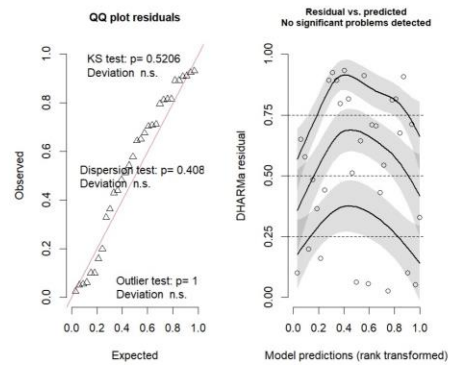 QQ plot residuals
KS test: p= 0.5206
Deviation n.s.
Dispersion test: p= 0.408
Deviation n.s.
Outlier test: p= 1
Deviation n.s.
Observed
0.0
0.2
0.4
0.6
0.8
1.0
0.0 0.2 0.4 0.6 0.8 1.0
Expected
Residual vs. predicted
No significant problems detected
DHARMa residual
0.00
0.25
0.50
0.75
1.00
0.0 0.2 0.4 0.6 0.8 1.0
Model predictions (rank transformed)